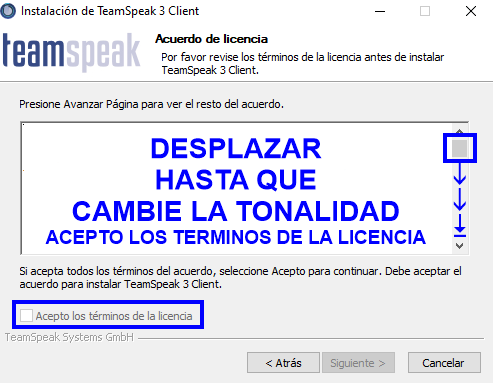 Instalación de TeamSpeak 3 Client
teamspeak
Acuerdo de licencia
Por favor revise los términos de la licencia antes de instalar
TeamSpeak 3 Client.
Presione Avanzar Página para ver el resto del acuerdo.
DESPLAZAR
HASTA QUE
CAMBIE LA TONALIDAD
ACEPTO LOS TERMINOS DE LA LICENCIA
Si acepta todos los términos del acuerdo, seleccione Acepto para continuar. Debe aceptar el
acuerdo para instalar TeamSpeak 3 Client.
Acepto los términos de la licencia
TeamSpeak Systems GmbH
< Atrás
Siguiente >
Cancelar